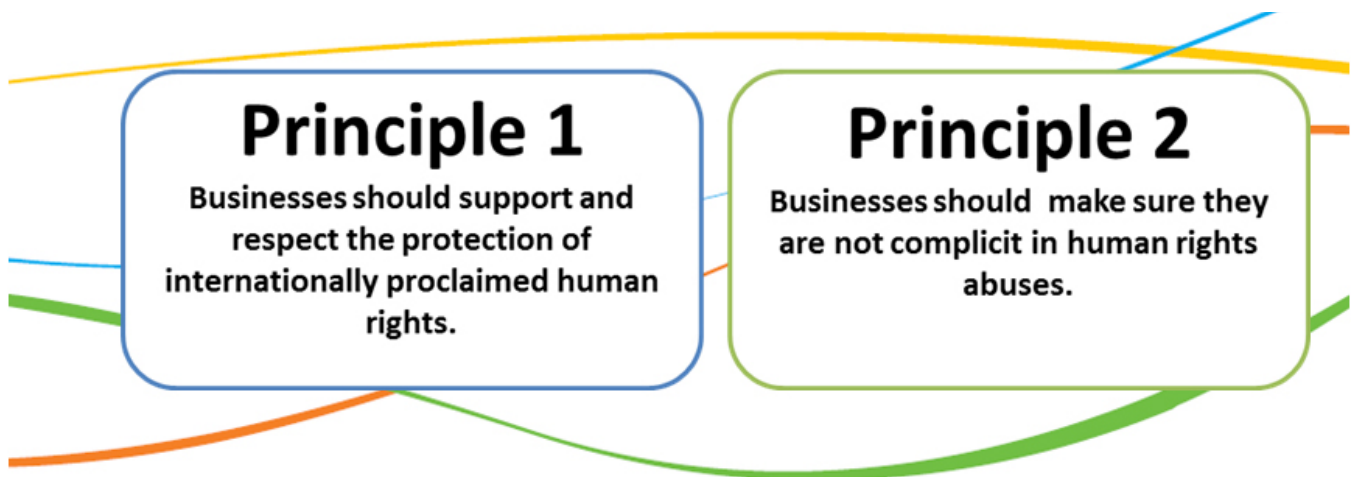 Principle 1
Businesses should support and
respect the protection of
internationally proclaimed human
rights.
Principle 2
Businesses should  make sure they
are not complicit in human rights
abuses.